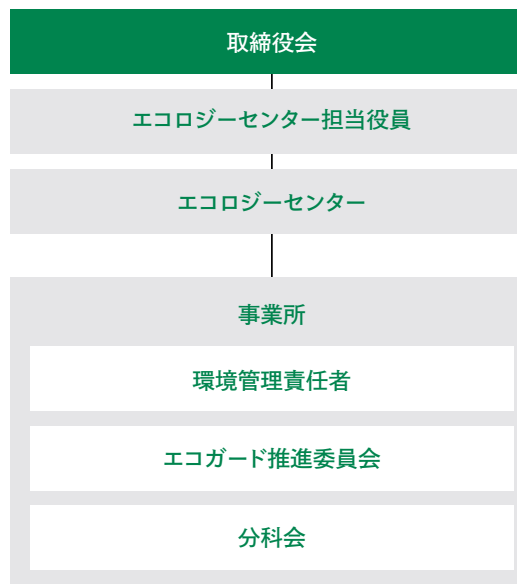 取締役会
エコロジーセンター担当役員
エコロジーセンター
事業所
環境管理責任者
エコガード推進委員会
分科会